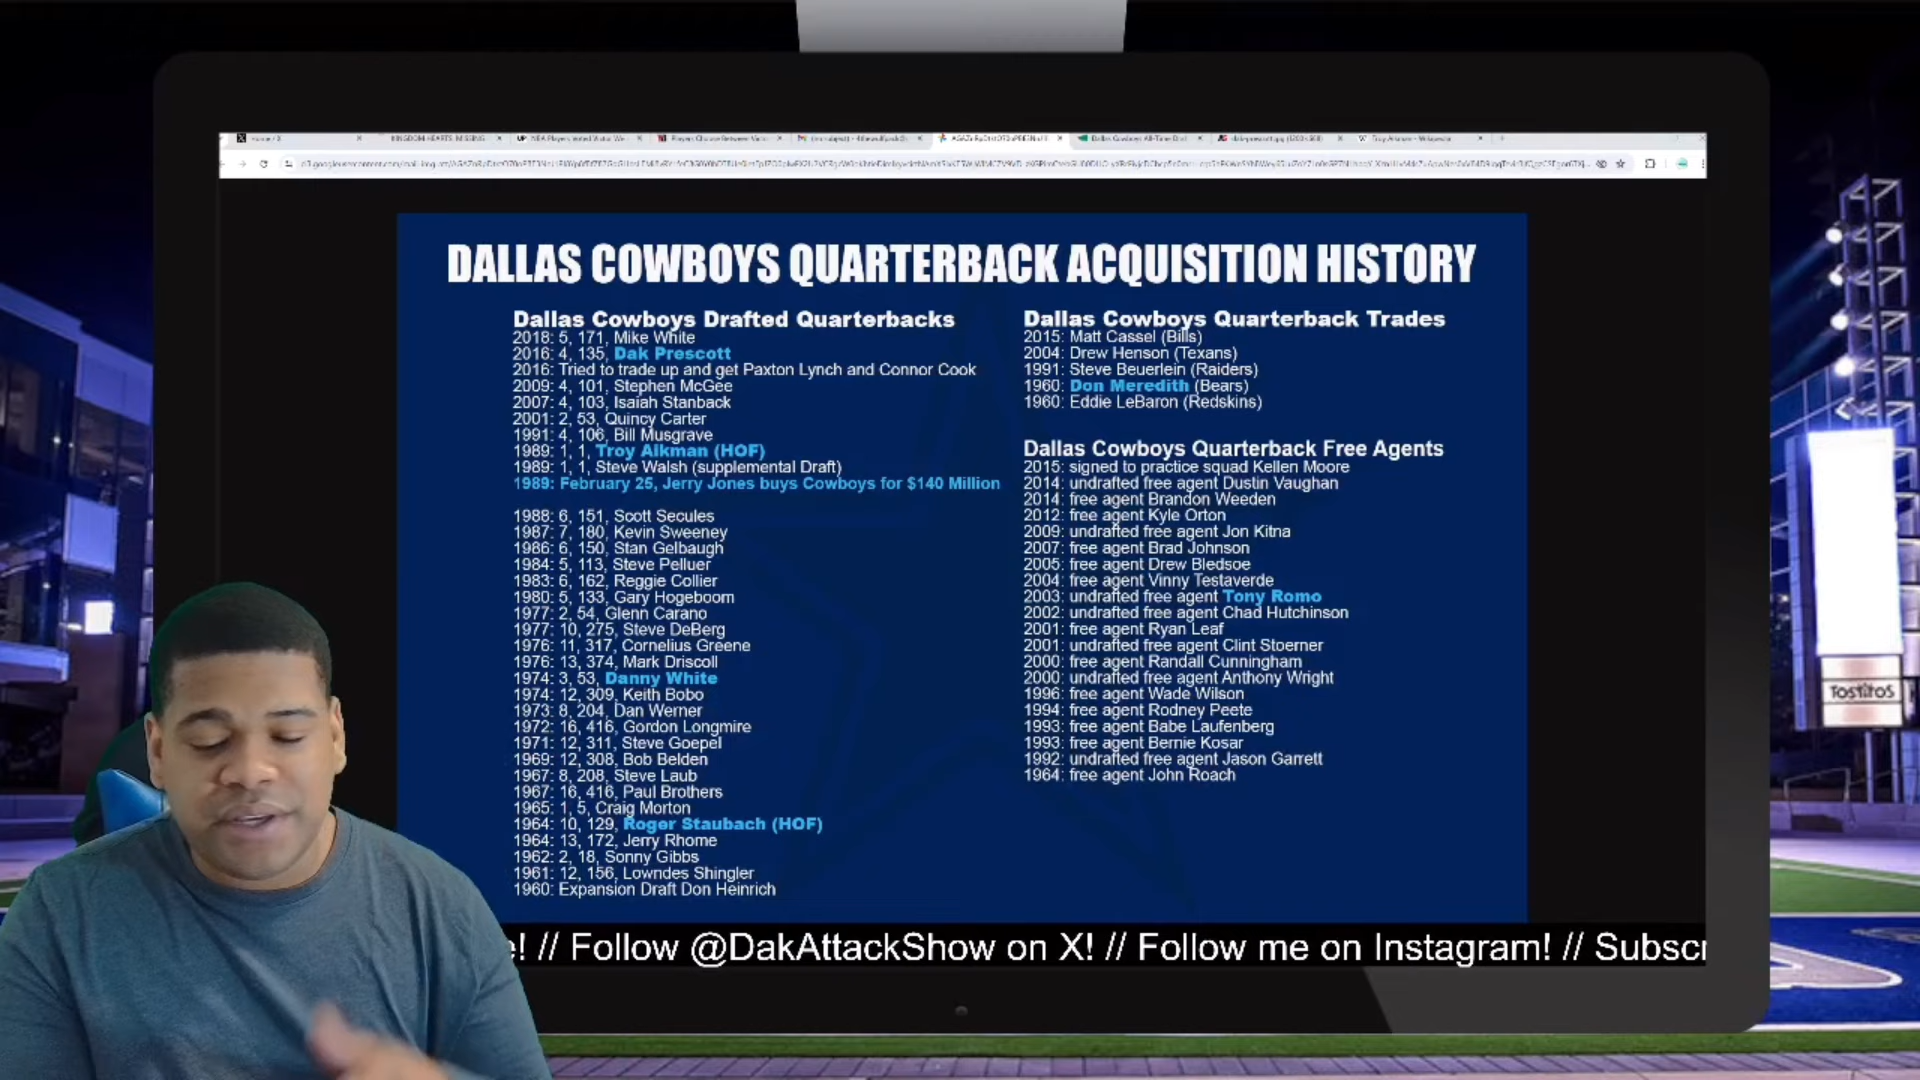 DALLAS COWBOYS QUARTERBACK ACQUISITION HISTORY
Dallas Cowboys Drafted Quarterbacks
2018: 5, 171, Mike White
2016: 4, 135, Dak Prescott
2016: Tried to trade up and get Paxton Lynch and Connor Cook
2009: 4, 101, Stephen McGee
2007: 4, 103, Isaiah Stanback
2001: 2, 53, Quincy Carter
1991: 4, 106, Bill Musgrave
1989: 1, 1, Troy Aikman (HOF)
1989: 1, 1, Steve Walsh (supplemental Draft)
1989: February 25, Jerry Jones buys Cowboys for $140 Million
1988: 6, 151, Scott Secules
1987: 7, 180, Kevin Sweeney
1986: 6, 150, Stan Gelbaugh
1984: 5, 113, Steve Pelluer
1983: 6, 162, Reggie Collier
1980: 5, 133, Gary Hogeboom
1977: 2, 54, Glenn Carano
1977: 10, 275, Steve DeBerg
1976: 11, 317, Cornelius Greene
1976: 13, 374, Mark Driscoll
1974: 3, 53, Danny White
1974: 12, 309, Keith Bobo
1973: 8, 204, Dan Werner
1972: 16, 416, Gordon Longmire
1971: 12, 311, Steve Goepel
1969: 12, 308, Bob Belden
1967: 8, 208, Steve Laub
1967: 16, 416, Paul Brothers
1965: 1, 5, Craig Morton
1964: 10, 129, Roger Staubach (HOF)
1964: 13, 172, Jerry Rhome
1962: 2, 18, Sonny Gibbs
1961: 12, 156, Lowndes Shingler
1960: Expansion Draft Don Heinrich
Dallas Cowboys Quarterback Trades
2015: Matt Cassel (Bills)
2004: Drew Henson (Texans)
1991: Steve Beuerlein (Raiders)
1960: Don Meredith (Bears)
1960: Eddie LeBaron (Redskins)
Dallas Cowboys Quarterback Free Agents
2015: signed to practice squad Kellen Moore
2014: undrafted free agent Dustin Vaughan
2014: free agent Brandon Weeden
2012: free agent Kyle Orton
2009: undrafted free agent Jon Kitna
2007: free agent Brad Johnson
2005: free agent Drew Bledsoe
2004: free agent Vinny Testaverde
2003: undrafted free agent Tony Romo
2002: undrafted free agent Chad Hutchinson
2001: free agent Ryan Leaf
2001: undrafted free agent Clint Stoerner
2000: free agent Randall Cunningham
2000: undrafted free agent Anthony Wright
1996: free agent Wade Wilson
1994: free agent Rodney Peete
1993: free agent Babe Laufenberg
1993: free agent Bernie Kosar
1992: undrafted free agent Jason Garrett
1964: free agent John Roach
Tostitos
e! // Follow @DakAttackShow on X! // Follow me on Instagram! // Subscr